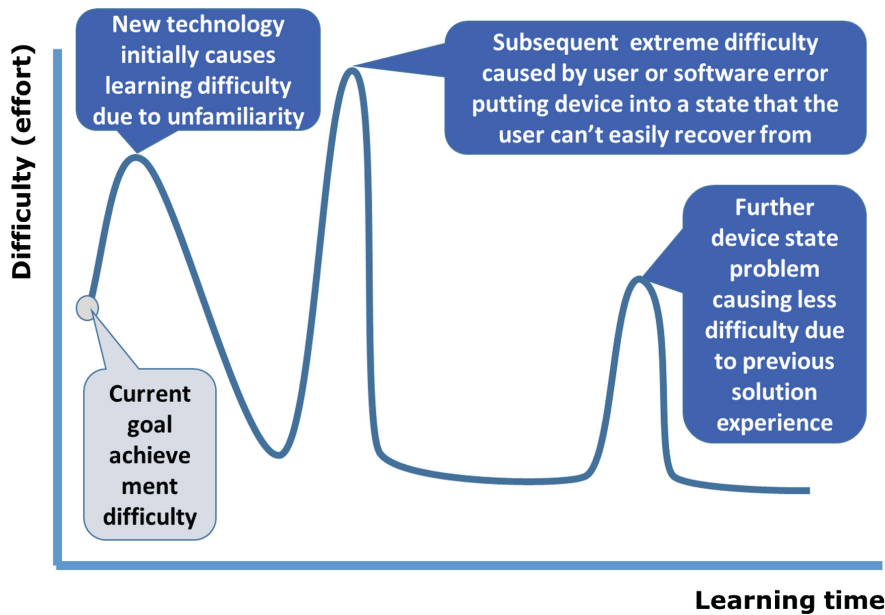 New technology
initially causes
learning difficulty
due to unfamiliarity
Subsequent extreme difficulty
caused by user or software error
putting device into a state that the
user can't easily recover from
Difficulty (effort)
Further
device state
problem
causing less
difficulty due
to previous
solution
experience
Current
goal
achieve
ment
difficulty
Learning time